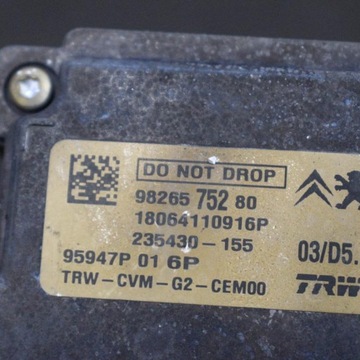 DO NOT DROP
98265 752 80
18064110916P
235430-155
03/D5.
95947P 01 6P
TRW-CVM-G2-CEM00
TRW